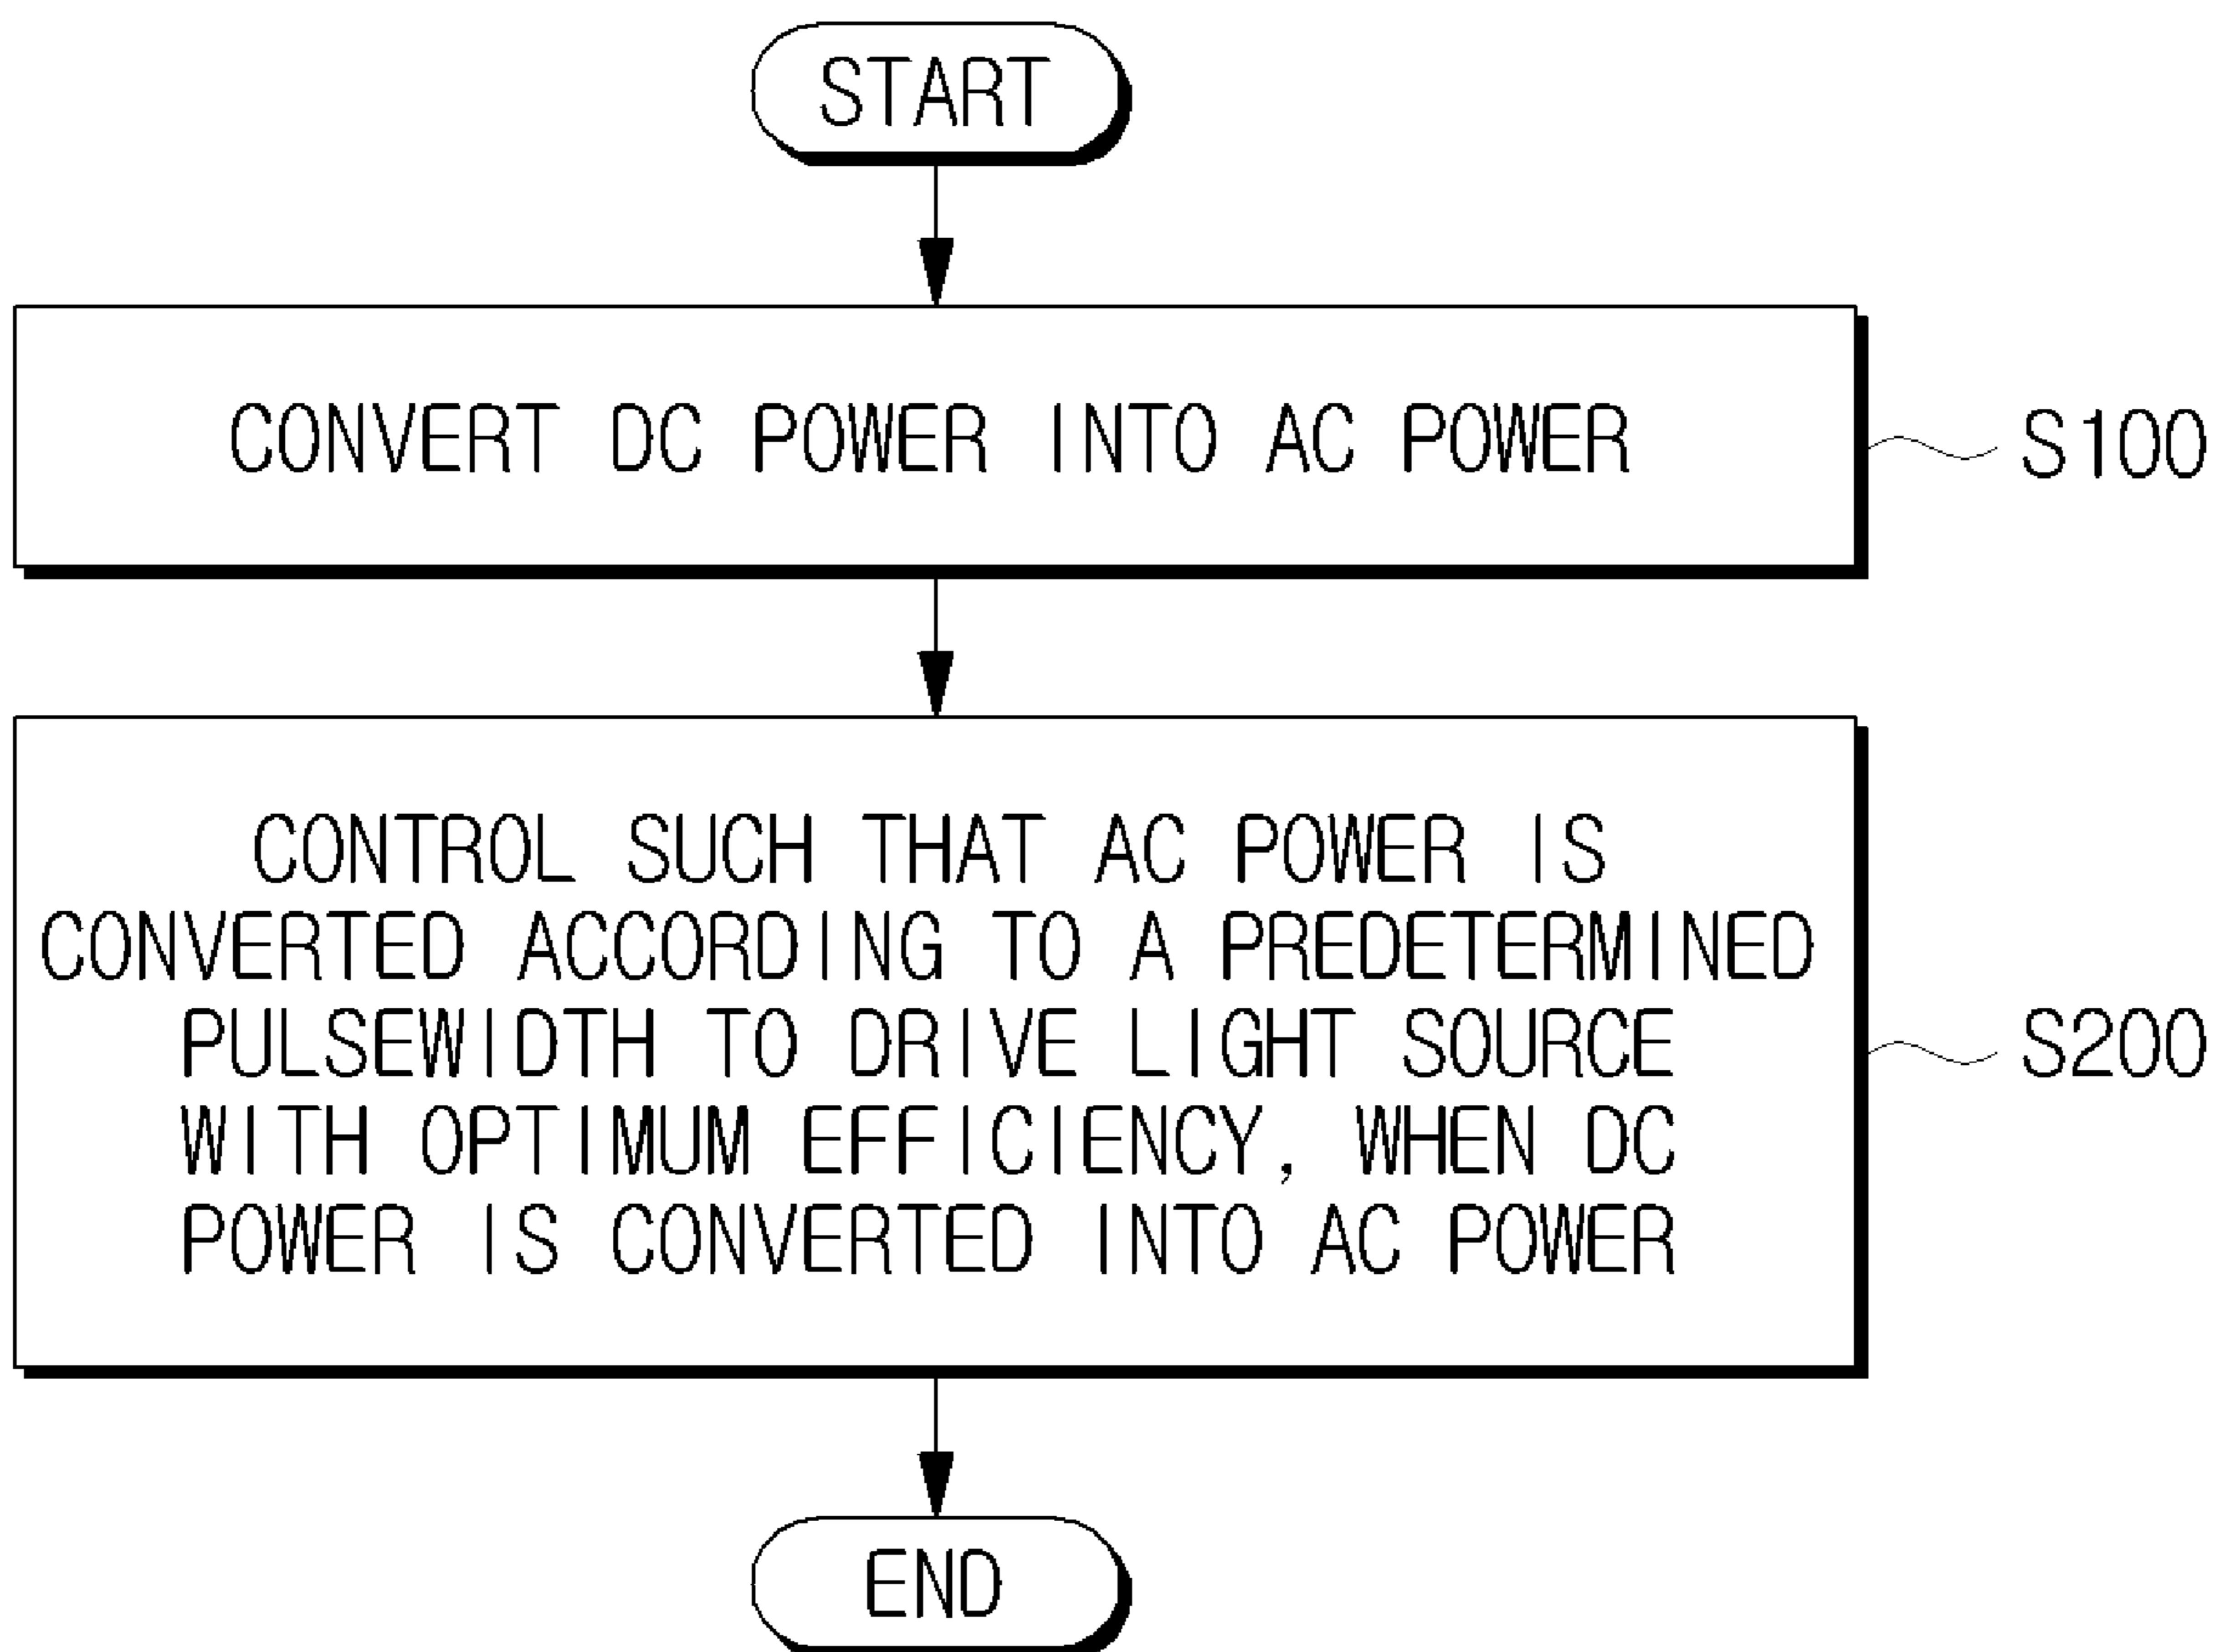 START
CONVERT DC POWER INTO AC POWER
S100
CONTROL SUCH THAT AC POWER IS
CONVERTED ACCORDING TO A PREDETERMINED
PULSEWIDTH TO DRIVE LIGHT SOURCE
WITH OPTIMUM EFFICIENCY, WHEN DC
POWER IS CONVERTED INTO AC POWER
S200
END